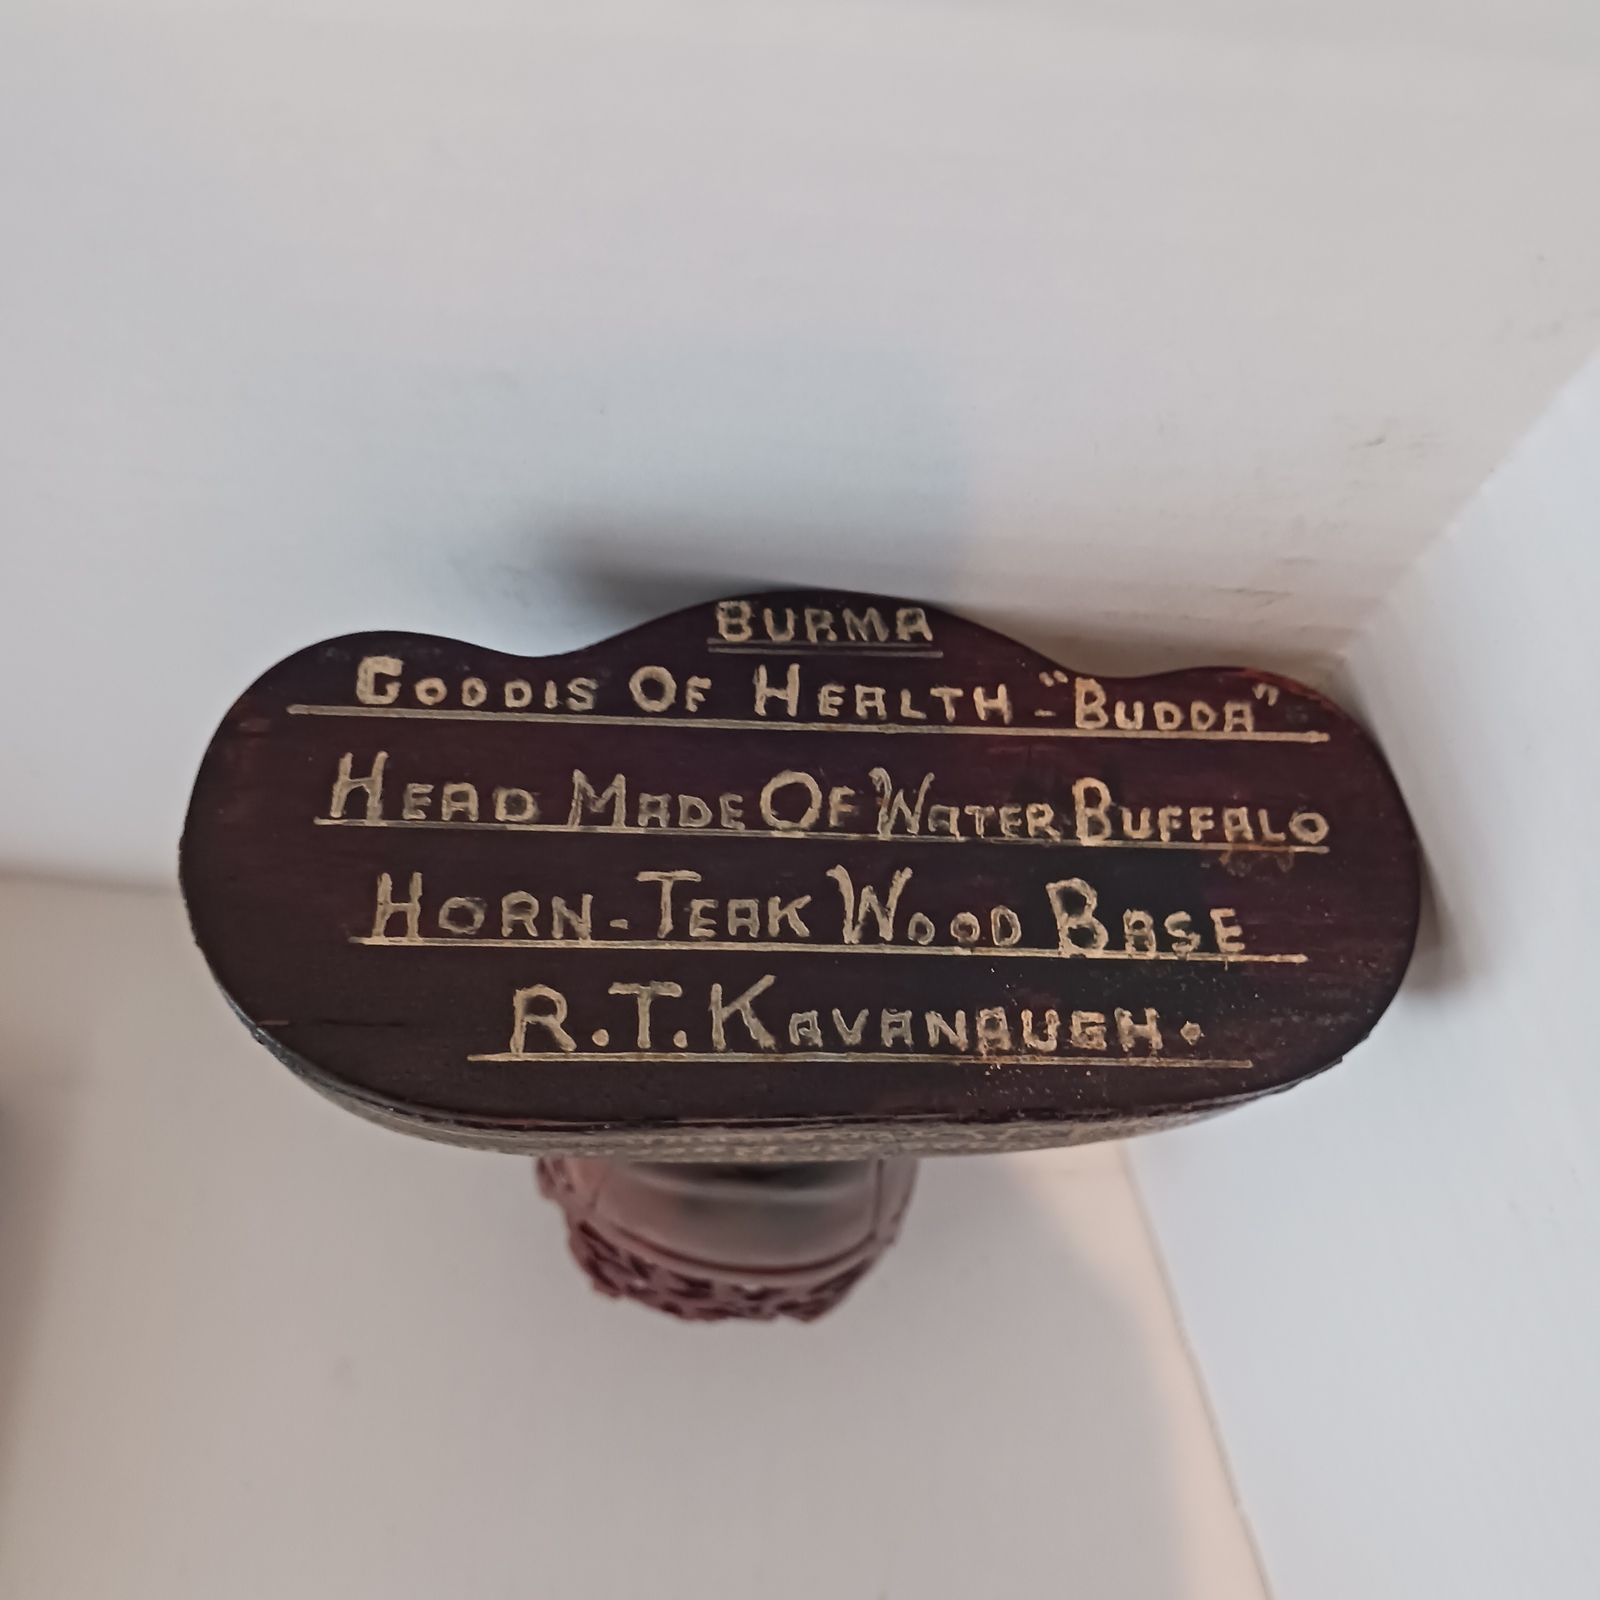 BURMA
GODDIS OF HEALTH - "BUDDA"
HEAD MADE OF WATER BUFFALO
HORN - TEAK WOOD BASE
R. T. KAVANAUGH.